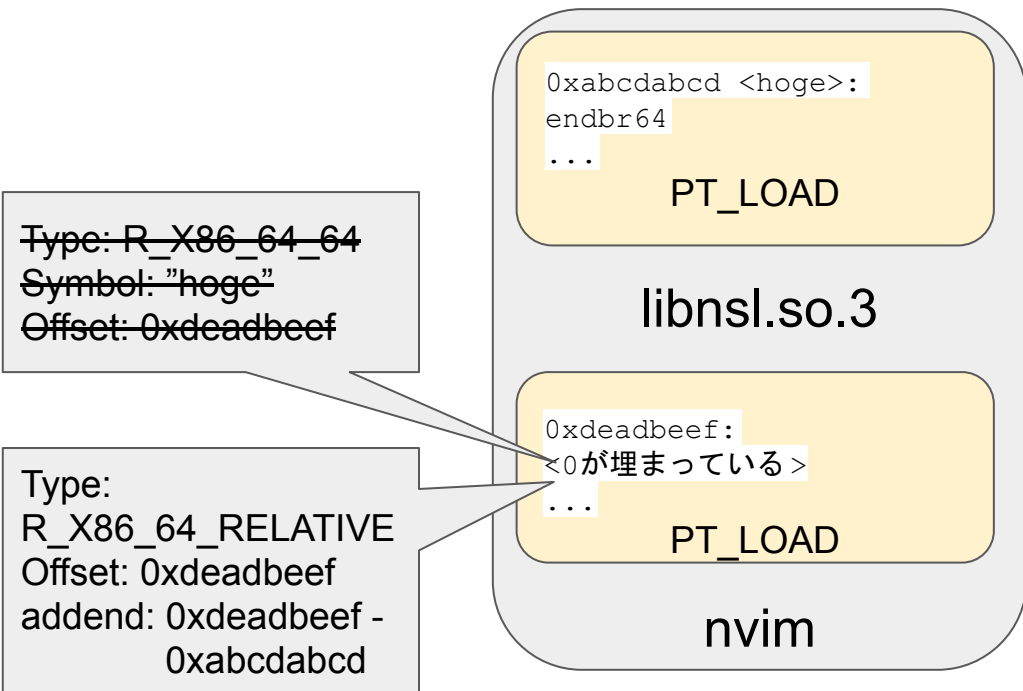 0xabcdabcd <hoge>:
endbr64
...
PT_LOAD
libnsl.so.3
Type: R_X86_64_64
Symbol: ”hoge”
Offset: 0xdeadbeef
0xdeadbeef:
<0が埋まっている>
...
PT_LOAD
nvim
Type:
R_X86_64_RELATIVE
Offset: 0xdeadbeef
addend: 0xdeadbeef -
0xabcdabcd